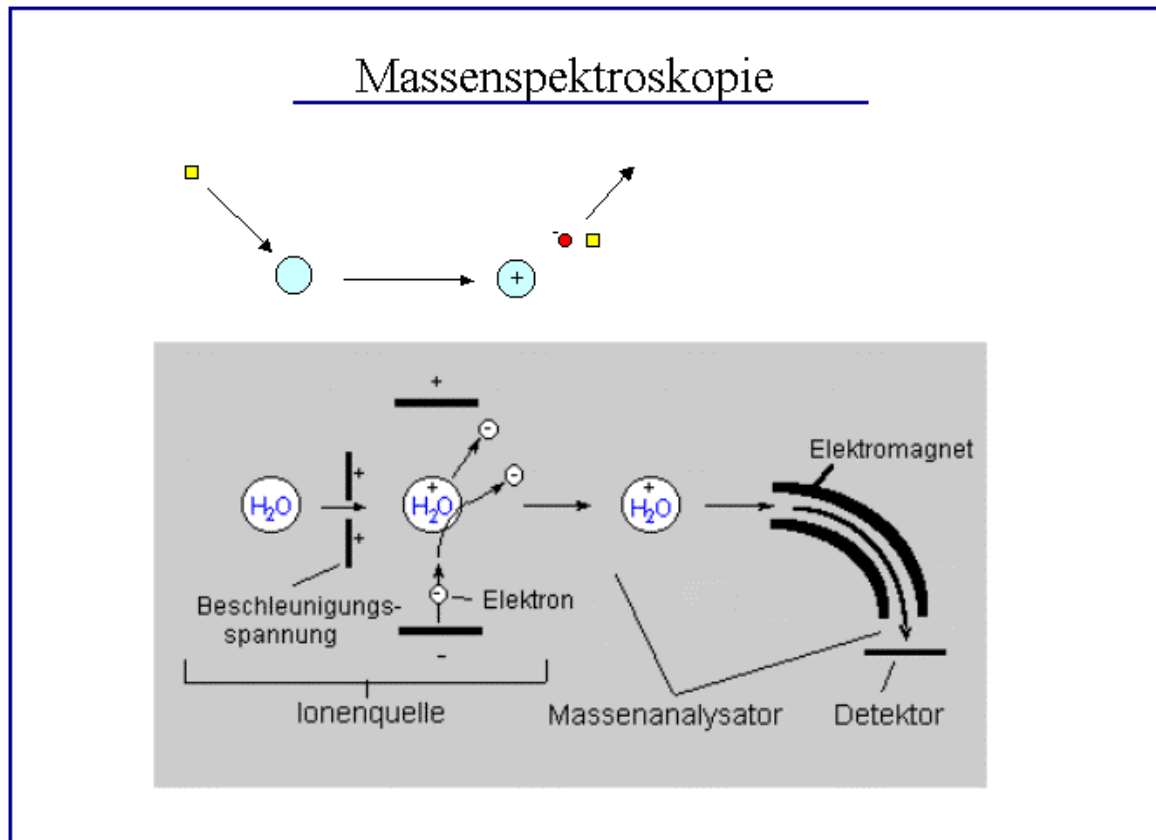 Massenspektroskopie
-
+
+
Elektromagnet
H₂O
+
+
H₂O
+
-
-
+
H₂O
-
Elektron
Beschleunigungs-
spannung
-
Ionenquelle
Massenanalysator
Detektor